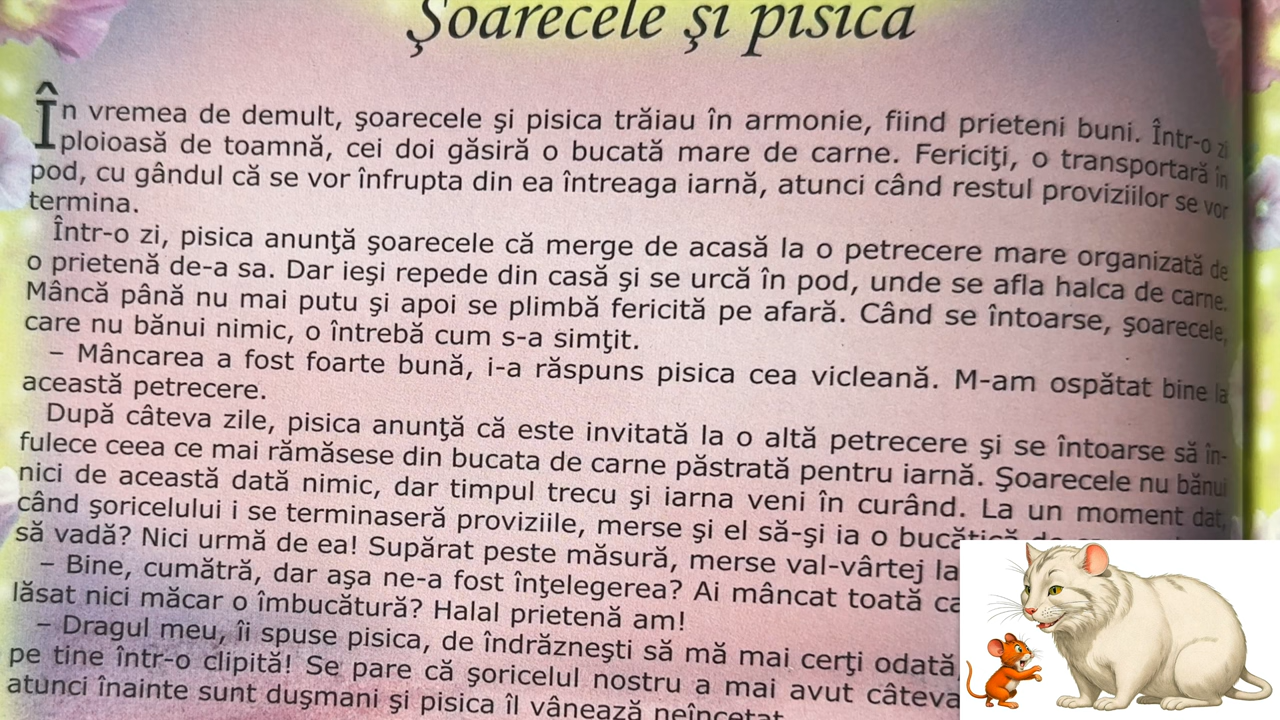 Şoarecele şi pisica
În vremea de demult, şoarecele şi pisica trăiau în armonie, fiind prieteni buni. Într-o zi
ploioasă de toamnă, cei doi găsiră o bucată mare de carne. Fericiţi, o transportară în
pod, cu gândul că se vor înfrupta din ea întreaga iarnă, atunci când restul proviziilor se vor
termina.
Într-o zi, pisica anunţă şoarecele că merge de acasă la o petrecere mare organizată de
o prietenă de-a sa. Dar ieşi repede din casă şi se urcă în pod, unde se afla halca de carne.
Mâncă până nu mai putu şi apoi se plimbă fericită pe afară. Când se întoarse, şoarecele,
care nu bănui nimic, o întrebă cum s-a simţit.
– Mâncarea a fost foarte bună, i-a răspuns pisica cea vicleană. M-am ospătat bine la
această petrecere.
După câteva zile, pisica anunţă că este invitată la o altă petrecere şi se întoarse să în-
fulece ceea ce mai rămăsese din bucata de carne păstrată pentru iarnă. Şoarecele nu bănui
nici de această dată nimic, dar timpul trecu şi iarna veni în curând. La un moment dat,
când şoricelului i se terminaseră proviziile, merse şi el să-şi ia o bucăţică de
să vadă? Nici urmă de ea! Supărat peste măsură, merse val-vârtej la
– Bine, cumătră, dar aşa ne-a fost înţelegerea? Ai mâncat toată
lăsat nici măcar o îmbucătură? Halal prietenă am!
– Dragul meu, îi spuse pisica, de îndrăzneşti să mă mai cerţi odată,
pe tine într-o clipită! Se pare că şoricelul nostru a mai avut câteva
atunci înainte sunt duşmani şi pisica îl vânează neîncetat.